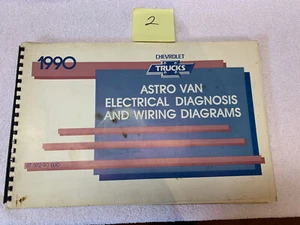 2
1990
CHEVROLET
TRUCKS
ASTRO VAN
ELECTRICAL DIAGNOSIS
AND WIRING DIAGRAMS